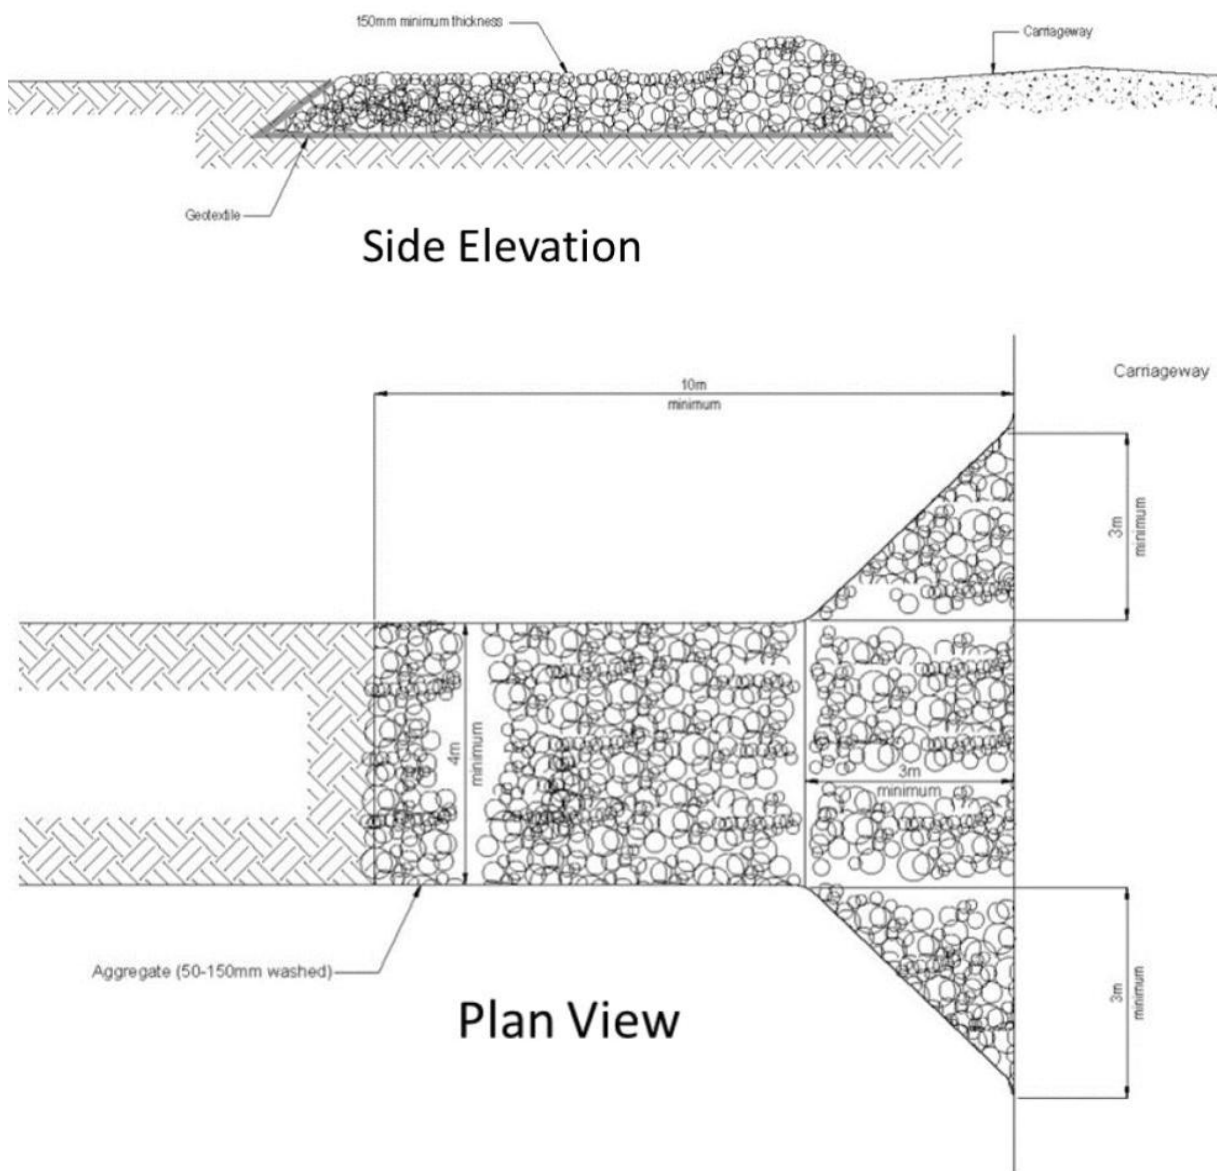 150mm minimum thickness
Carriageway
Geotextile
Side Elevation
10m
minimum
Carriageway
3m
minimum
4m
minimum
3m
minimum
Aggregate (50-150mm washed)
3m
minimum
Plan View